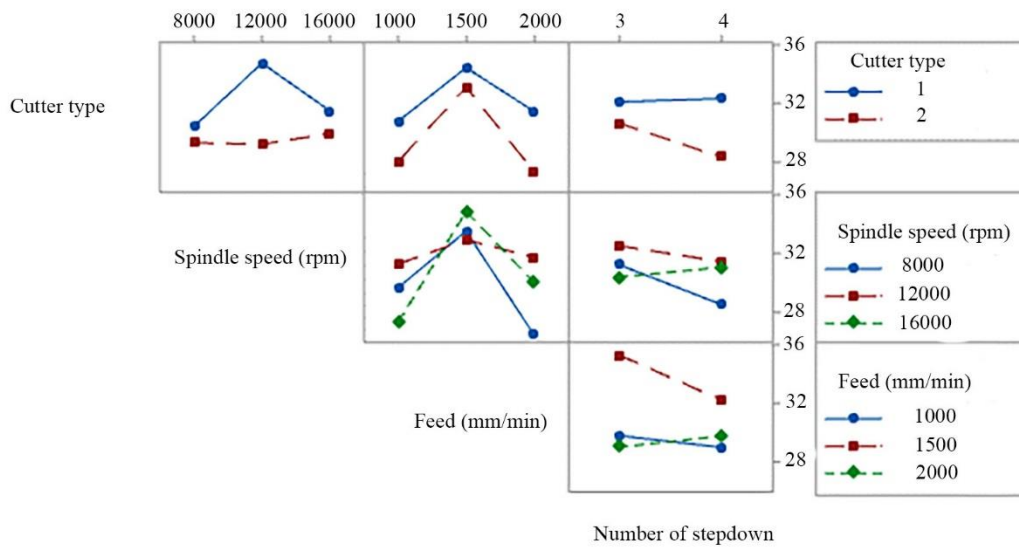 8000 12000 16000 1000 1500 2000 3 4
36
Cutter type
1
2
Cutter type
32
28
36
Spindle speed (rpm)
Spindle speed (rpm)
8000
12000
16000
32
28
36
Feed (mm/min)
Feed (mm/min)
1000
1500
2000
32
28
Number of stepdown